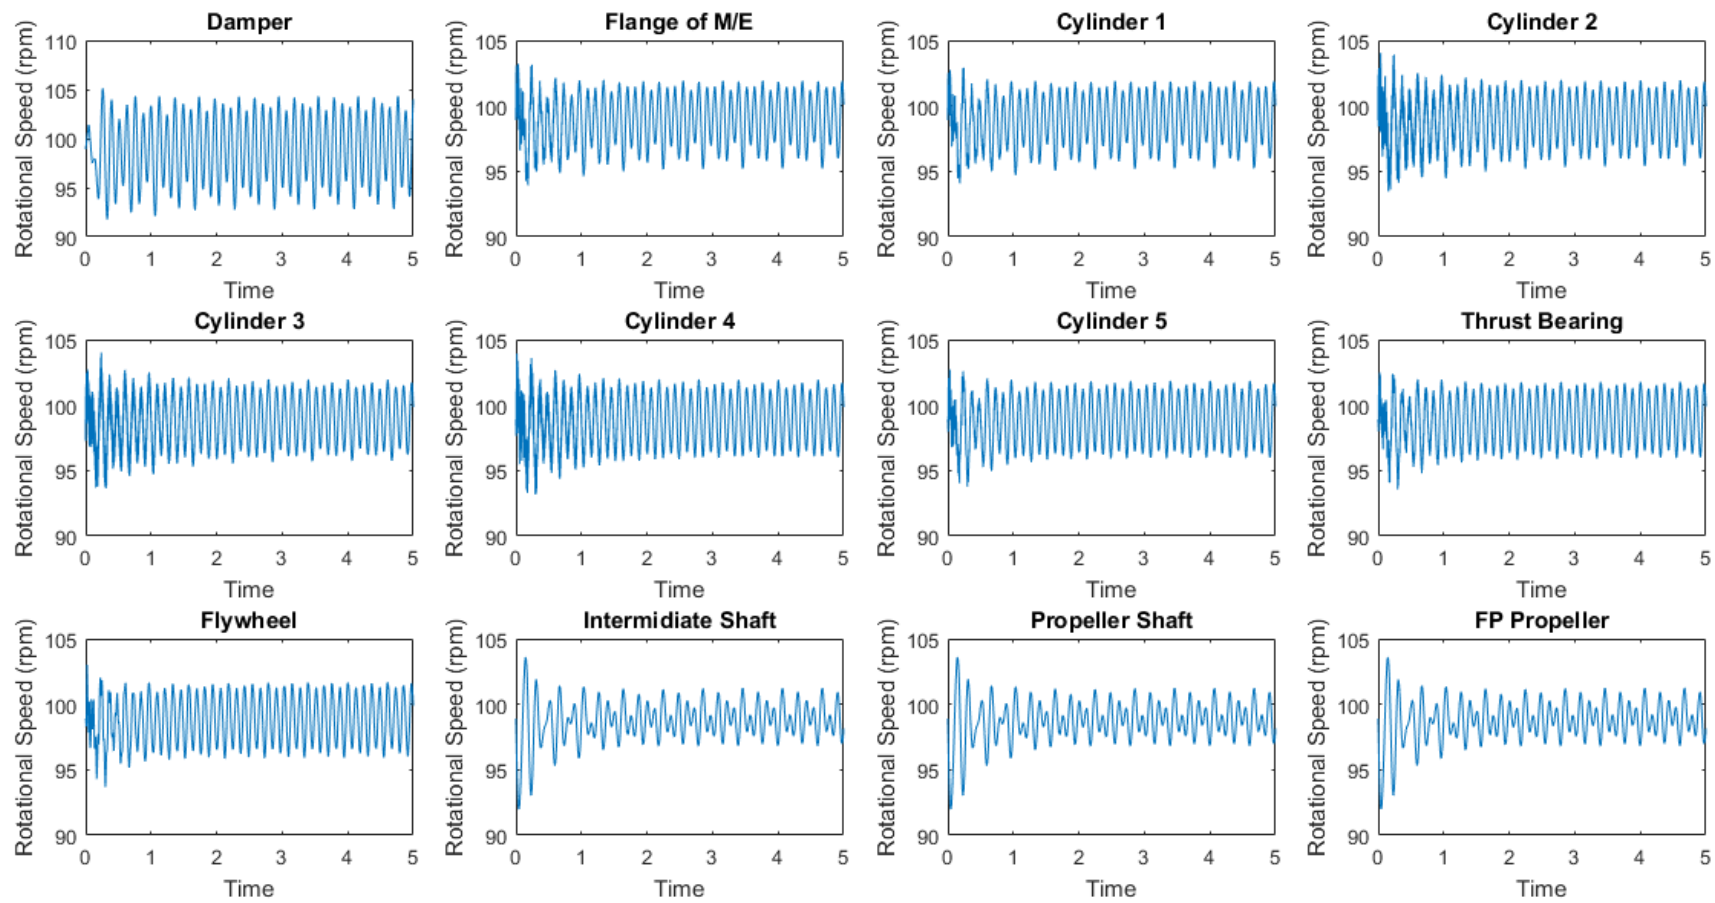 Damper
Rotational Speed (rpm)
110
105
100
95
90
0 1 2 3 4 5
Time
Flange of M/E
Rotational Speed (rpm)
105
100
95
90
0 1 2 3 4 5
Time
Cylinder 1
Rotational Speed (rpm)
105
100
95
90
0 1 2 3 4 5
Time
Cylinder 2
Rotational Speed (rpm)
105
100
95
90
0 1 2 3 4 5
Time
Cylinder 3
Rotational Speed (rpm)
105
100
95
90
0 1 2 3 4 5
Time
Cylinder 4
Rotational Speed (rpm)
105
100
95
90
0 1 2 3 4 5
Time
Cylinder 5
Rotational Speed (rpm)
105
100
95
90
0 1 2 3 4 5
Time
Thrust Bearing
Rotational Speed (rpm)
105
100
95
90
0 1 2 3 4 5
Time
Flywheel
Rotational Speed (rpm)
105
100
95
90
0 1 2 3 4 5
Time
Intermidiate Shaft
Rotational Speed (rpm)
105
100
95
90
0 1 2 3 4 5
Time
Propeller Shaft
Rotational Speed (rpm)
105
100
95
90
0 1 2 3 4 5
Time
FP Propeller
Rotational Speed (rpm)
105
100
95
90
0 1 2 3 4 5
Time